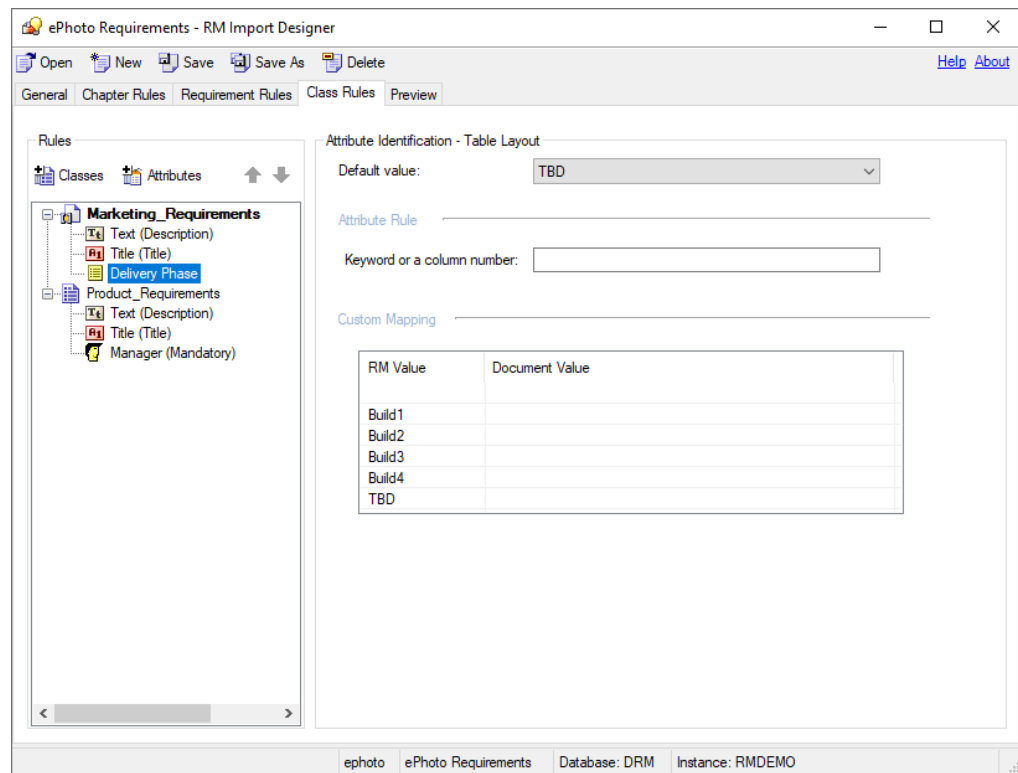 ePhoto Requirements - RM Import Designer
Open New Save Save As Delete Help About
General Chapter Rules Requirement Rules Class Rules Preview
Rules
Classes Attributes
Marketing_Requirements
Text (Description)
Title (Title)
Delivery Phase
Product_Requirements
Text (Description)
Title (Title)
Manager (Mandatory)
Attribute Identification - Table Layout
Default value: TBD
Attribute Rule
Keyword or a column number:
Custom Mapping
RM Value Document Value
Build1
Build2
Build3
Build4
TBD
ephoto ePhoto Requirements Database: DRM Instance: RMDEMO